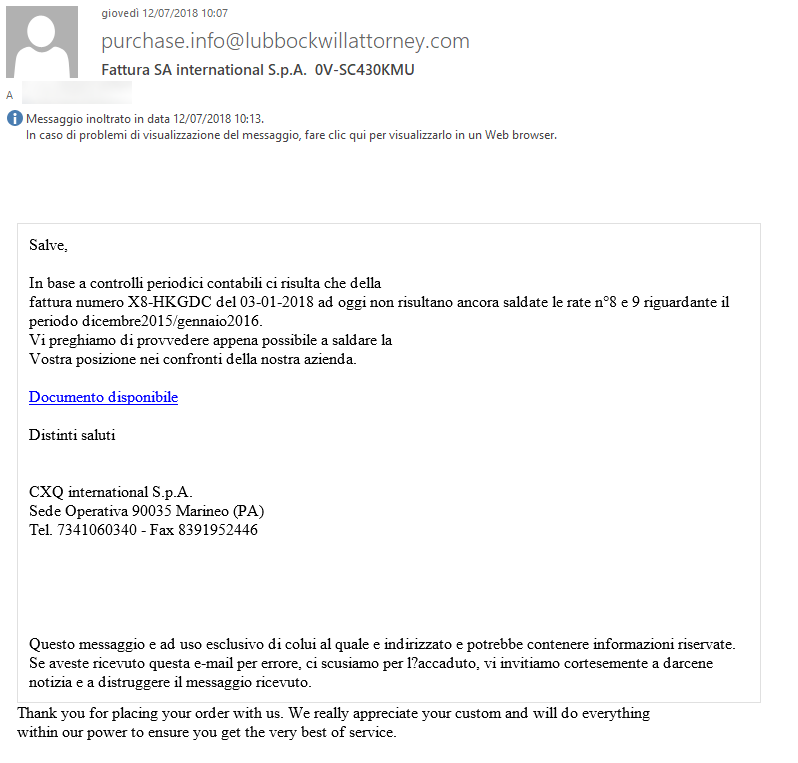 giovedì 12/07/2018 10:07
purchase.info@lubbockwillattorney.com
Fattura SA international S.p.A. 0V-SC430KMU
A
Messaggio inoltrato in data 12/07/2018 10:13.
In caso di problemi di visualizzazione del messaggio, fare clic qui per visualizzarlo in un Web browser.
Salve,
In base a controlli periodici contabili ci risulta che della
fattura numero X8-HKGDC del 03-01-2018 ad oggi non risultano ancora saldate le rate n°8 e 9 riguardante il
periodo dicembre2015/gennaio2016.
Vi preghiamo di provvedere appena possibile a saldare la
Vostra posizione nei confronti della nostra azienda.
Documento disponibile
Distinti saluti
CXQ international S.p.A.
Sede Operativa 90035 Marineo (PA)
Tel. 7341060340 - Fax 8391952446
Questo messaggio e ad uso esclusivo di colui al quale e indirizzato e potrebbe contenere informazioni riservate.
Se aveste ricevuto questa e-mail per errore, ci scusiamo per l?accaduto, vi invitiamo cortesemente a darcene
notizia e a distruggere il messaggio ricevuto.
Thank you for placing your order with us. We really appreciate your custom and will do everything
within our power to ensure you get the very best of service.